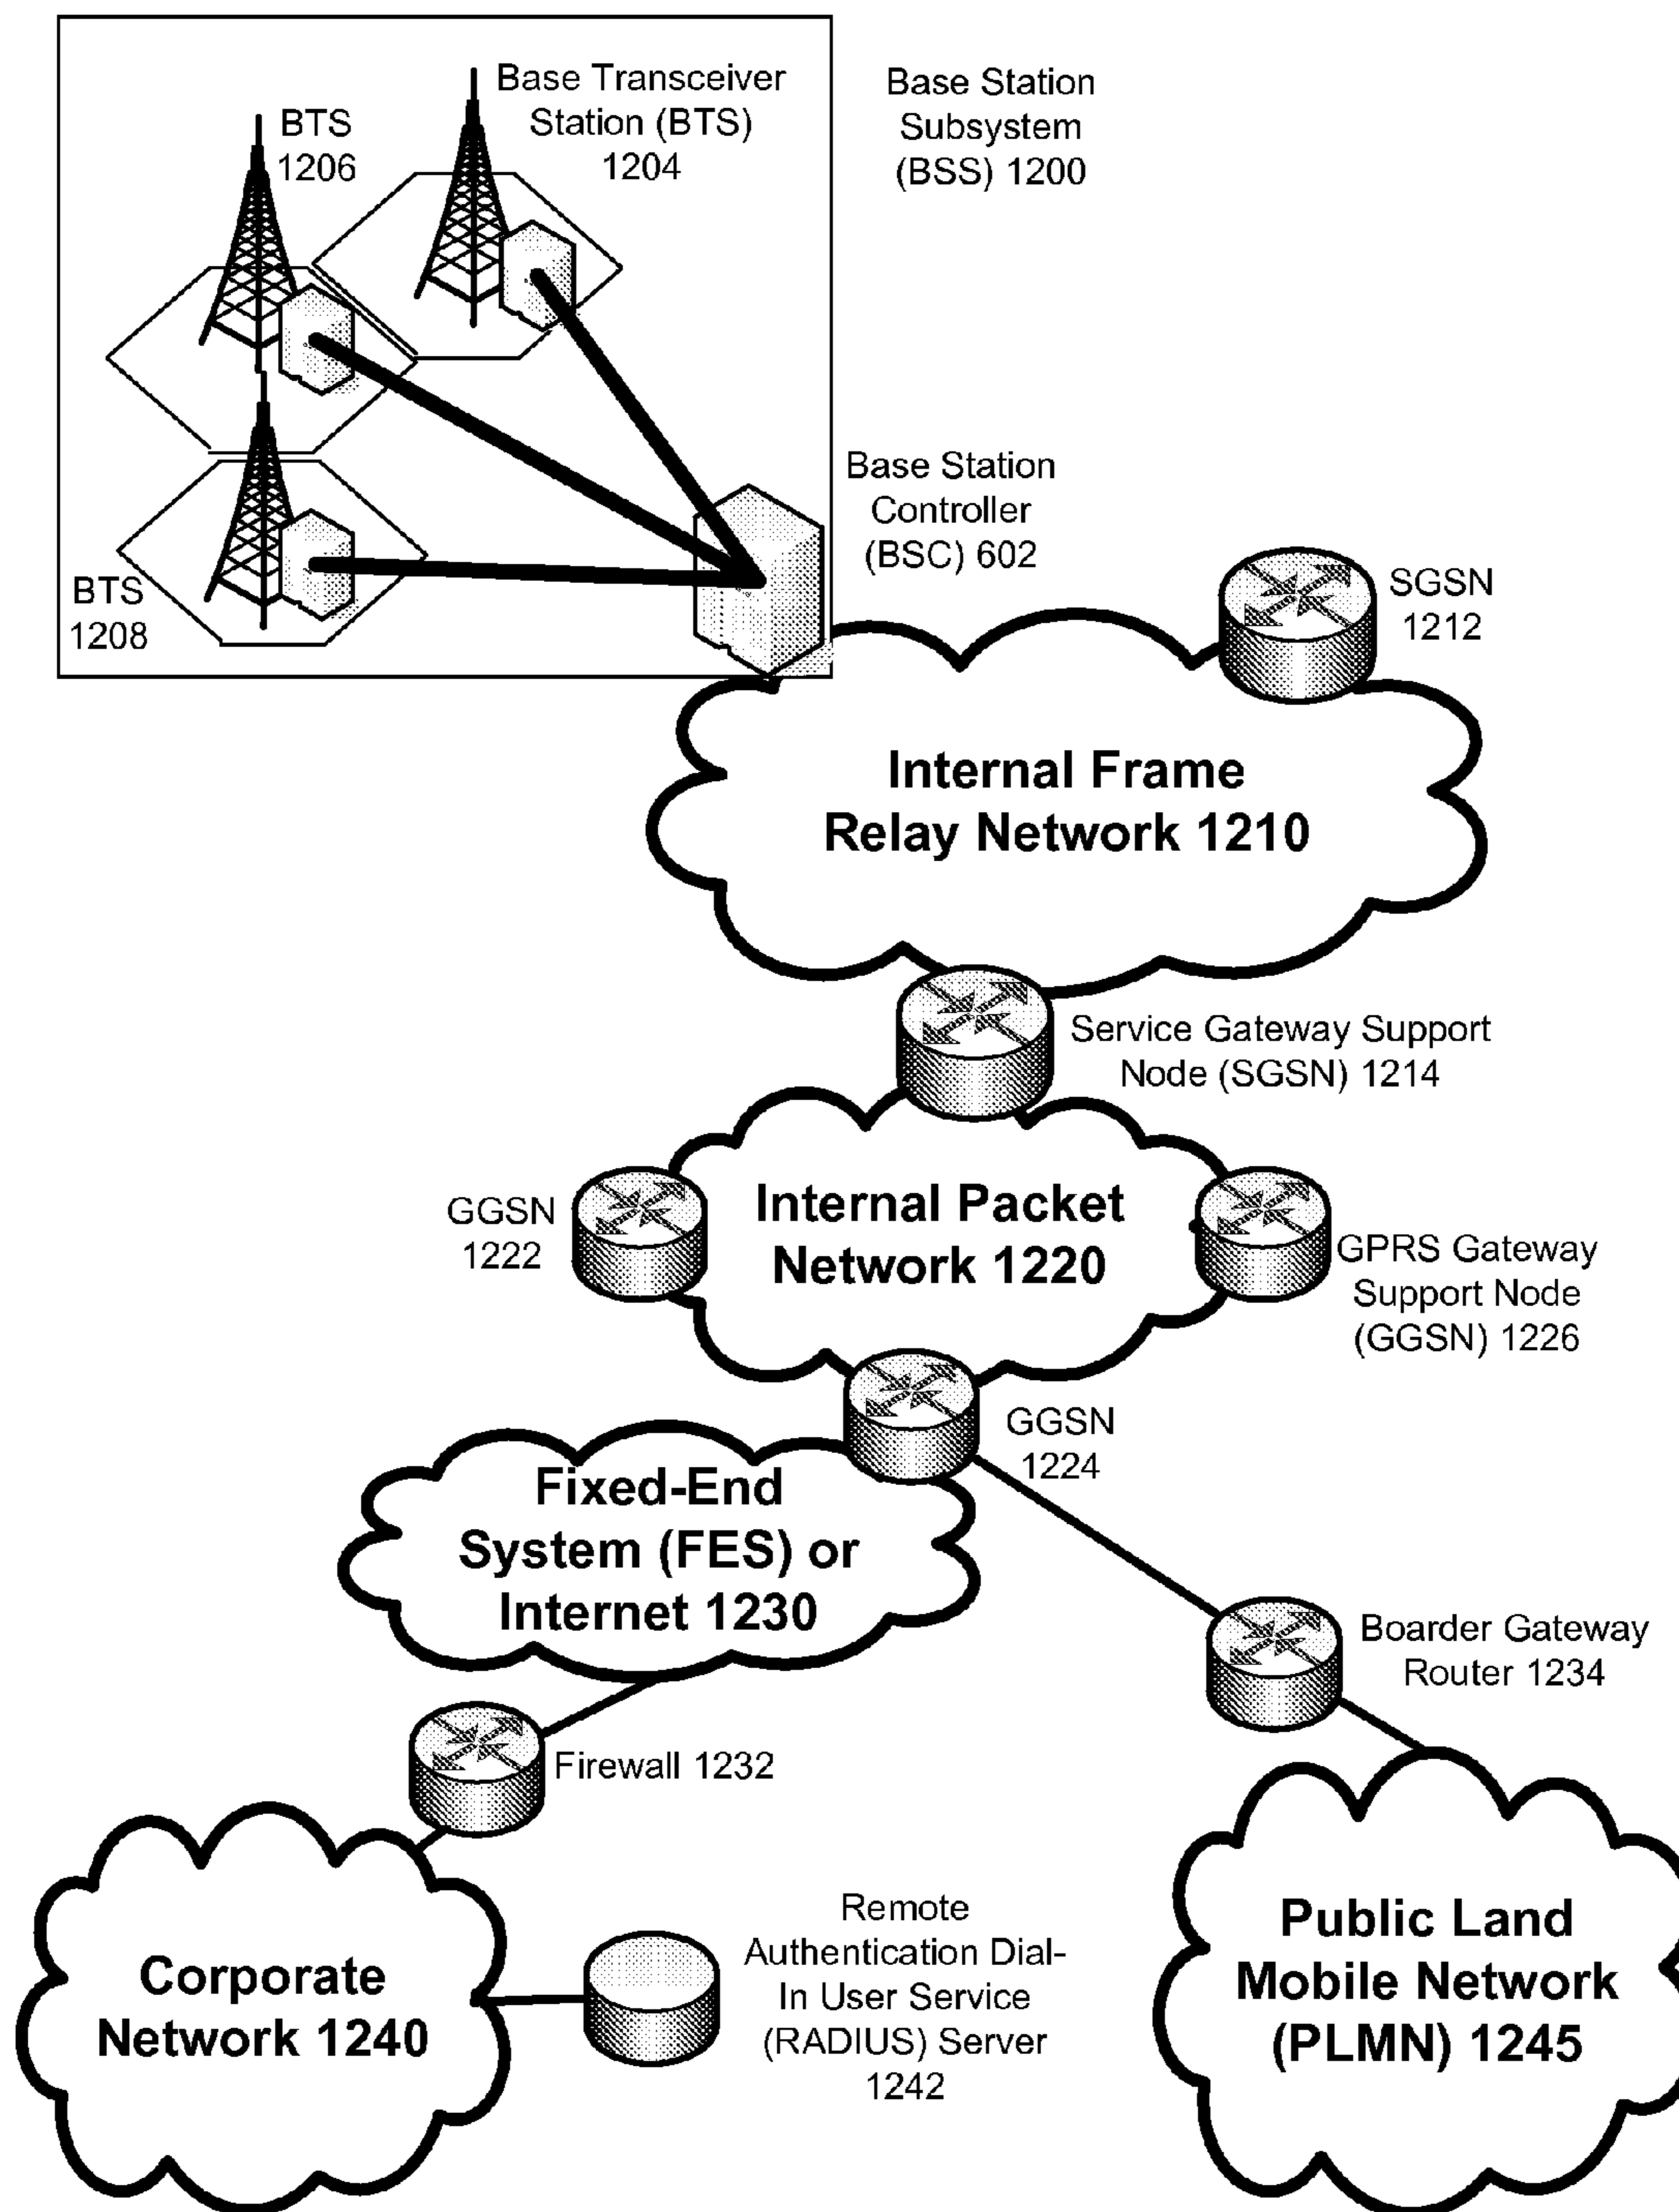 BTS
1206
Base Transceiver
Station (BTS)
1204
Base Station
Subsystem
(BSS) 1200
Base Station
Controller
(BSC) 602
BTS
1208
SGSN
1212
Internal Frame
Relay Network 1210
Service Gateway Support
Node (SGSN) 1214
GGSN
1222
Internal Packet
Network 1220
GPRS Gateway
Support Node
(GGSN) 1226
GGSN
1224
Fixed-End
System (FES) or
Internet 1230
Boarder Gateway
Router 1234
Firewall 1232
Corporate
Network 1240
Remote
Authentication Dial-
In User Service
(RADIUS) Server
1242
Public Land
Mobile Network
(PLMN) 1245